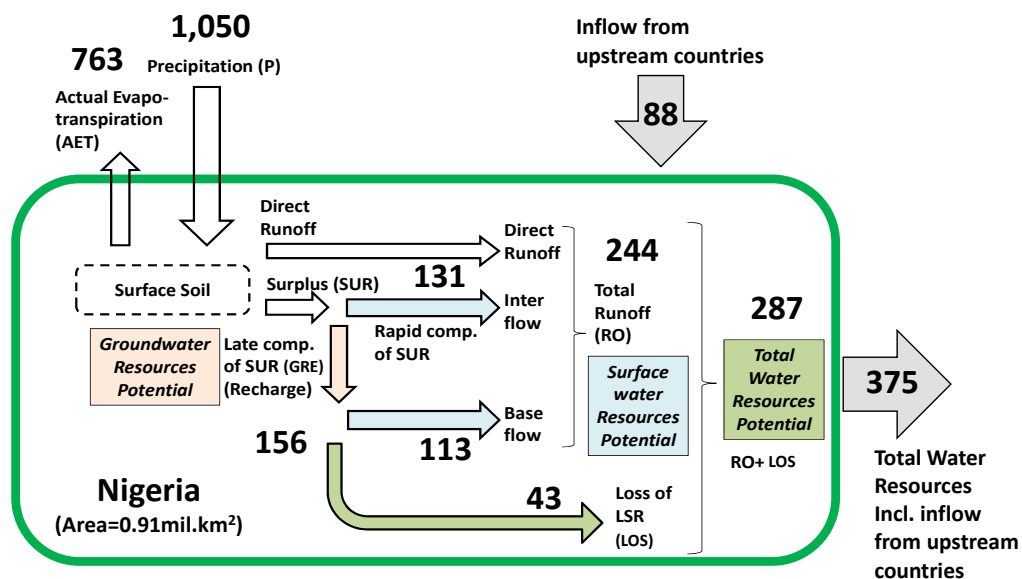 1,050
Precipitation (P)
763
Actual Evapo-
transpiration
(AET)
Inflow from
upstream countries
88
Direct
Runoff
Direct
Runoff
131
Surface Soil
Surplus (SUR)
Inter
flow
Rapid comp.
of SUR
Groundwater
Resources
Potential
Late comp.
of SUR (GRE)
(Recharge)
156
113
Base
flow
43
Loss of
LSR
(LOS)
244
Total
Runoff
(RO)
Surface
water
Resources
Potential
287
Total
Water
Resources
Potential
RO+ LOS
375
Total Water
Resources
Incl. inflow
from upstream
countries
Nigeria
(Area=0.91mil.km²)